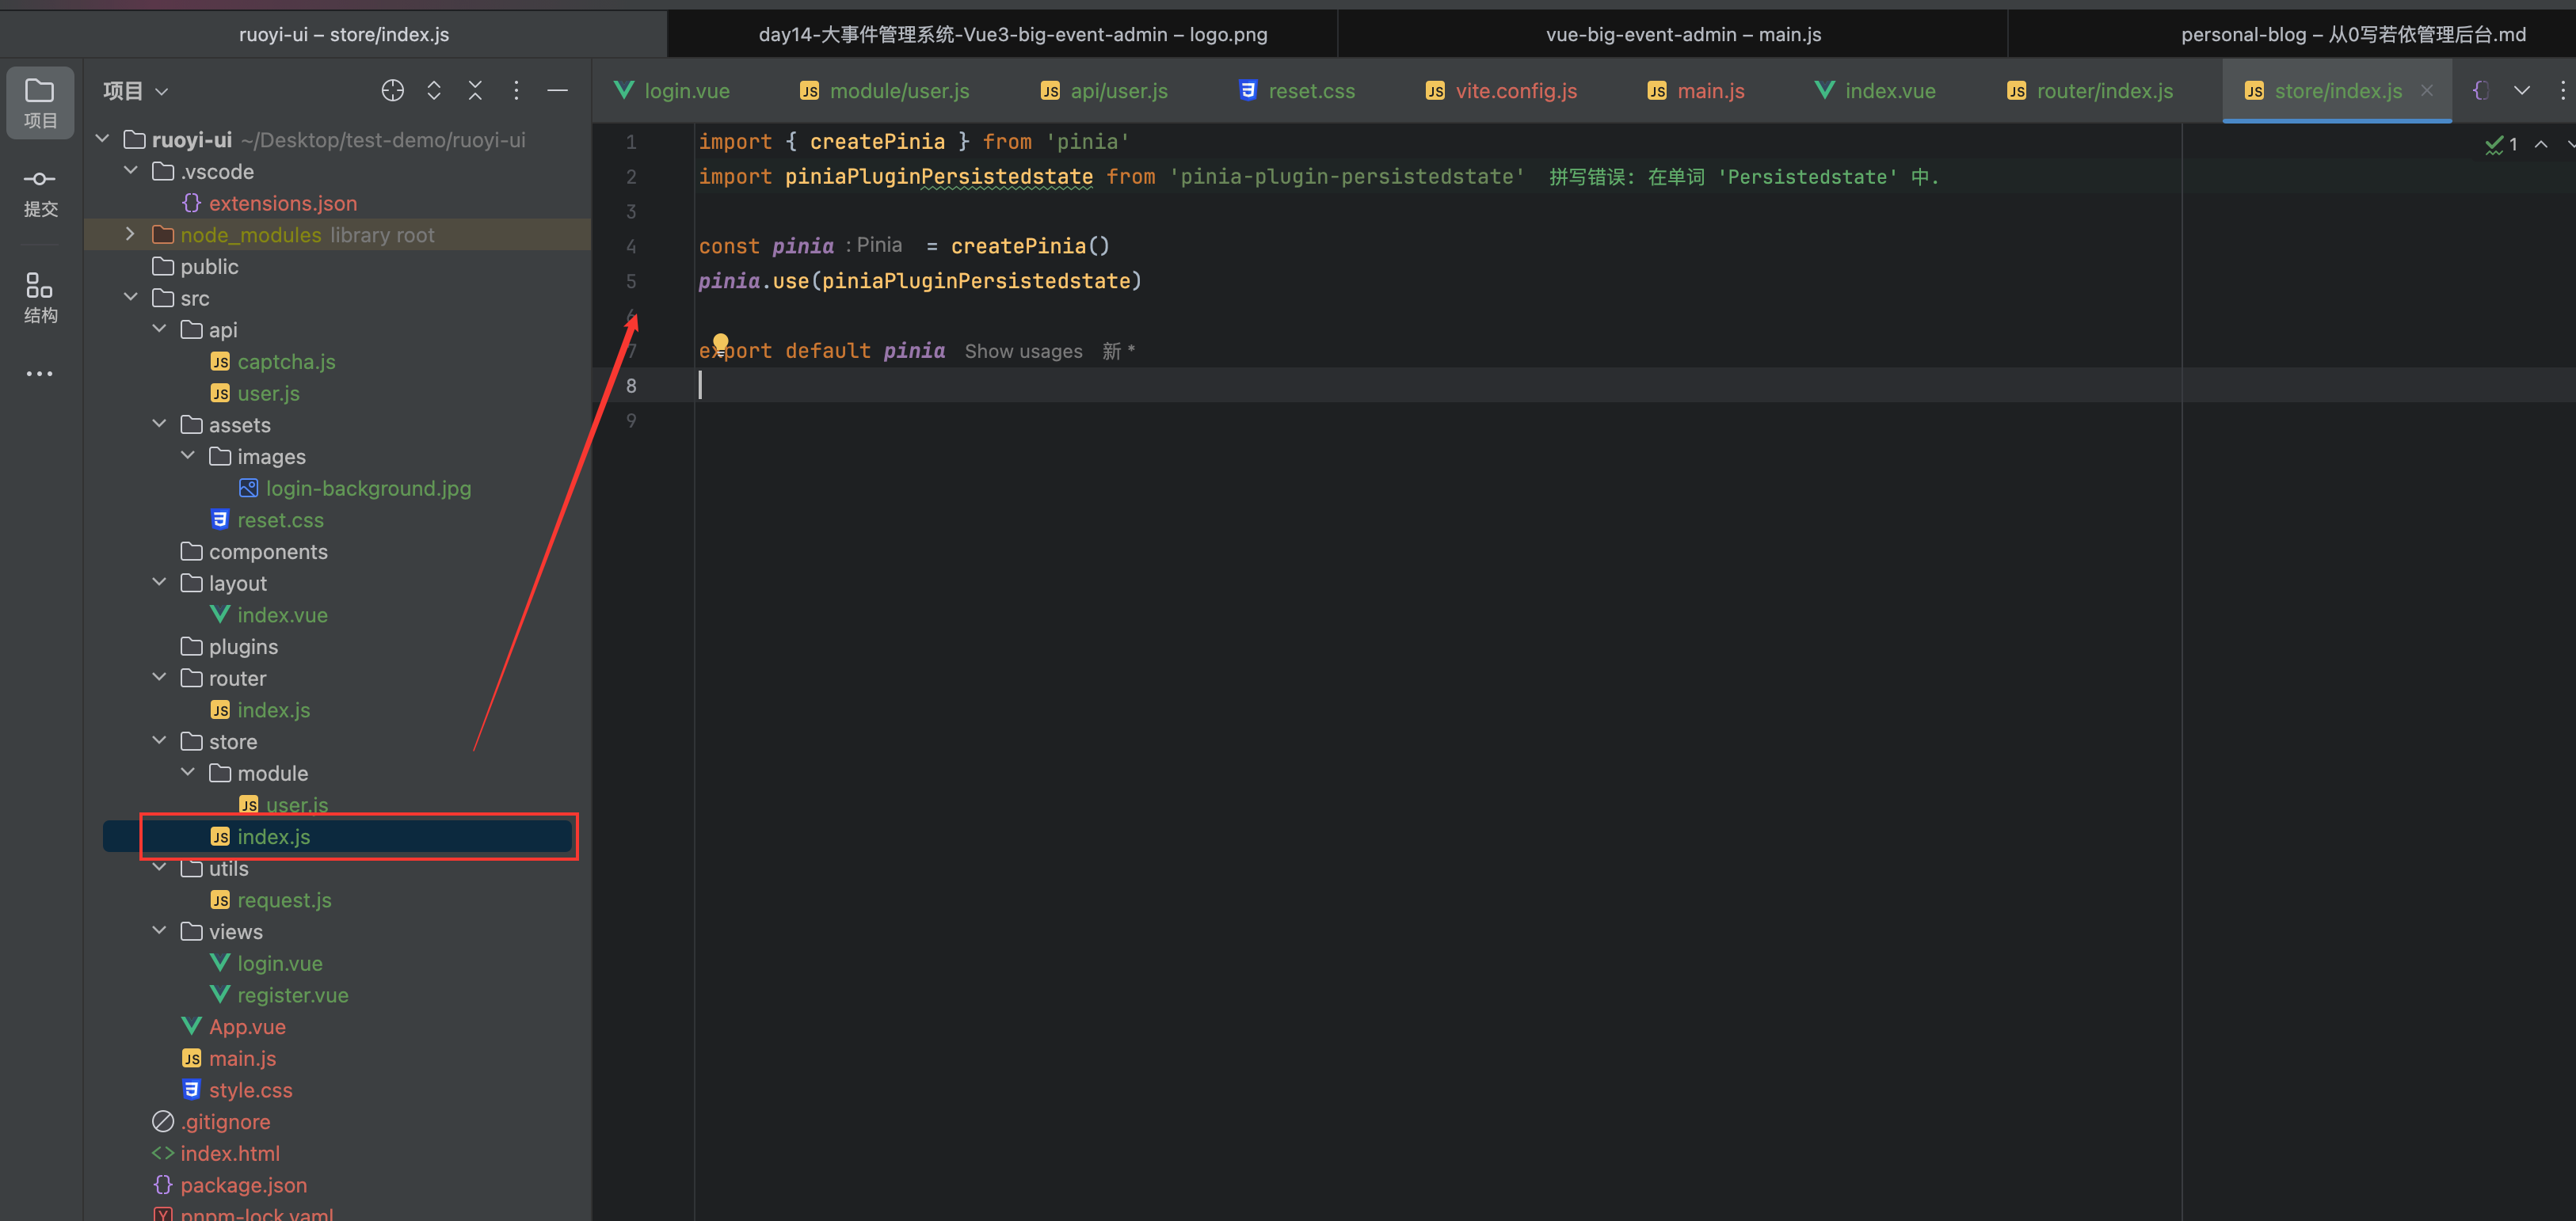 ruoyi-ui – store/index.js
day14-大事件管理系统-Vue3-big-event-admin – logo.png
vue-big-event-admin – main.js
personal-blog – 从0写若依管理后台.md
项目
提交
结构
项目
login.vue
module/user.js
api/user.js
reset.css
vite.config.js
main.js
index.vue
router/index.js
store/index.js
ruoyi-ui ~/Desktop/test-demo/ruoyi-ui
.vscode
extensions.json
node_modules library root
public
src
api
captcha.js
user.js
assets
images
login-background.jpg
reset.css
components
layout
index.vue
plugins
router
index.js
store
module
user.js
index.js
utils
request.js
views
login.vue
register.vue
App.vue
main.js
style.css
.gitignore
index.html
package.json
pnpm-lock.yaml
1 import { createPinia } from 'pinia'
2 import piniaPluginPersistedstate from 'pinia-plugin-persistedstate' 拼写错误: 在单词 'Persistedstate' 中.
3
4 const pinia : Pinia = createPinia()
5 pinia.use(piniaPluginPersistedstate)
6
7 export default pinia Show usages 新 *
8
9
1